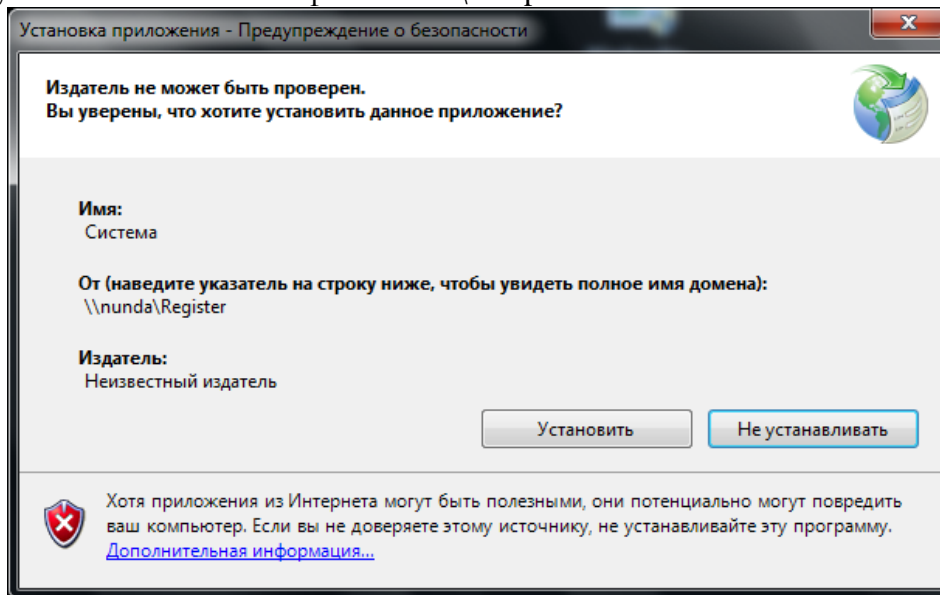 Установка приложения - Предупреждение о безопасности
Издатель не может быть проверен.
Вы уверены, что хотите установить данное приложение?
Имя:
Система
От (наведите указатель на строку ниже, чтобы увидеть полное имя домена):
\\nunda\Register
Издатель:
Неизвестный издатель
Установить
Не устанавливать
Хотя приложения из Интернета могут быть полезными, они потенциально могут повредить
ваш компьютер. Если вы не доверяете этому источнику, не устанавливайте эту программу.
Дополнительная информация...